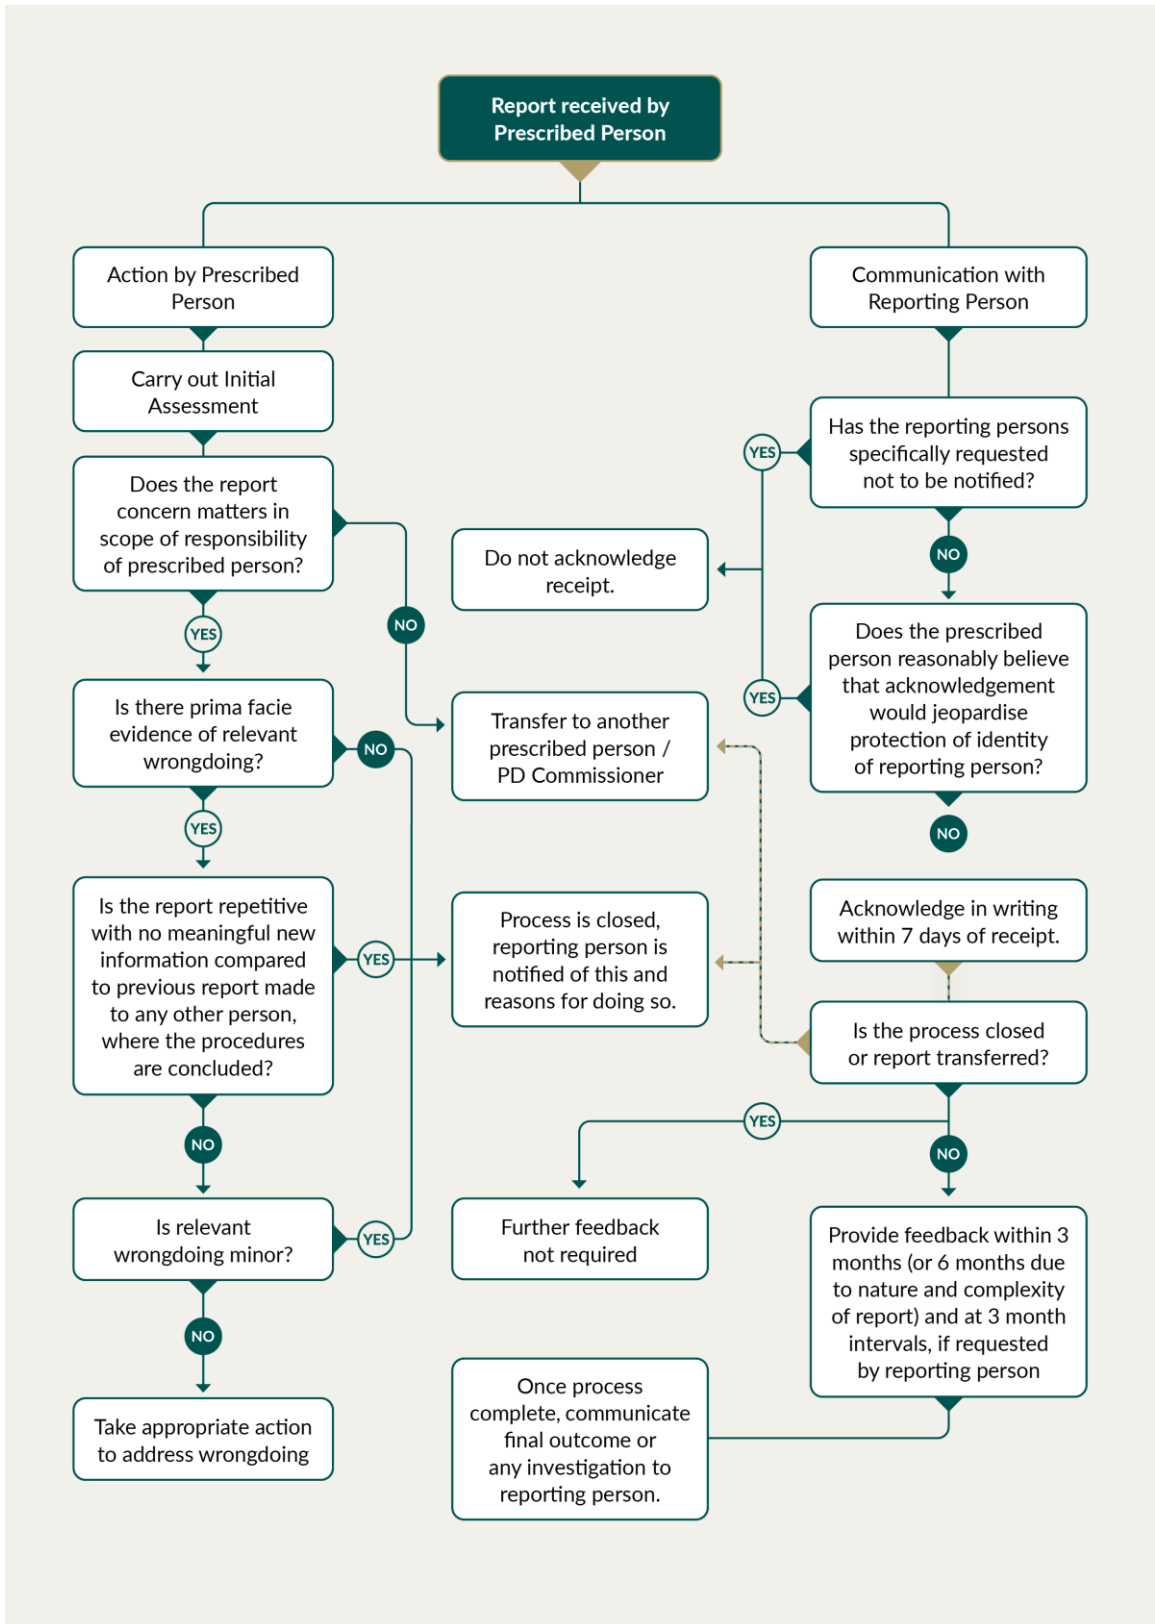 Report received by
Prescribed Person
Action by Prescribed
Person
Communication with
Reporting Person
Carry out Initial
Assessment
Has the reporting persons
specifically requested
not to be notified?
YES
Does the report
concern matters in
scope of responsibility
of prescribed person?
Do not acknowledge
receipt.
NO
YES
NO
Does the prescribed
person reasonably believe
that acknowledgement
would jeopardise
protection of identity
of reporting person?
YES
Is there prima facie
evidence of relevant
wrongdoing?
NO
Transfer to another
prescribed person /
PD Commissioner
YES
NO
Is the report repetitive
with no meaningful new
information compared
to previous report made
to any other person,
where the procedures
are concluded?
YES
Process is closed,
reporting person is
notified of this and
reasons for doing so.
Acknowledge in writing
within 7 days of receipt.
Is the process closed
or report transferred?
YES
NO
NO
Is relevant
wrongdoing minor?
YES
Further feedback
not required
Provide feedback within 3
months (or 6 months due
to nature and complexity
of report) and at 3 month
intervals, if requested
by reporting person
NO
Take appropriate action
to address wrongdoing
Once process
complete, communicate
final outcome or
any investigation to
reporting person.